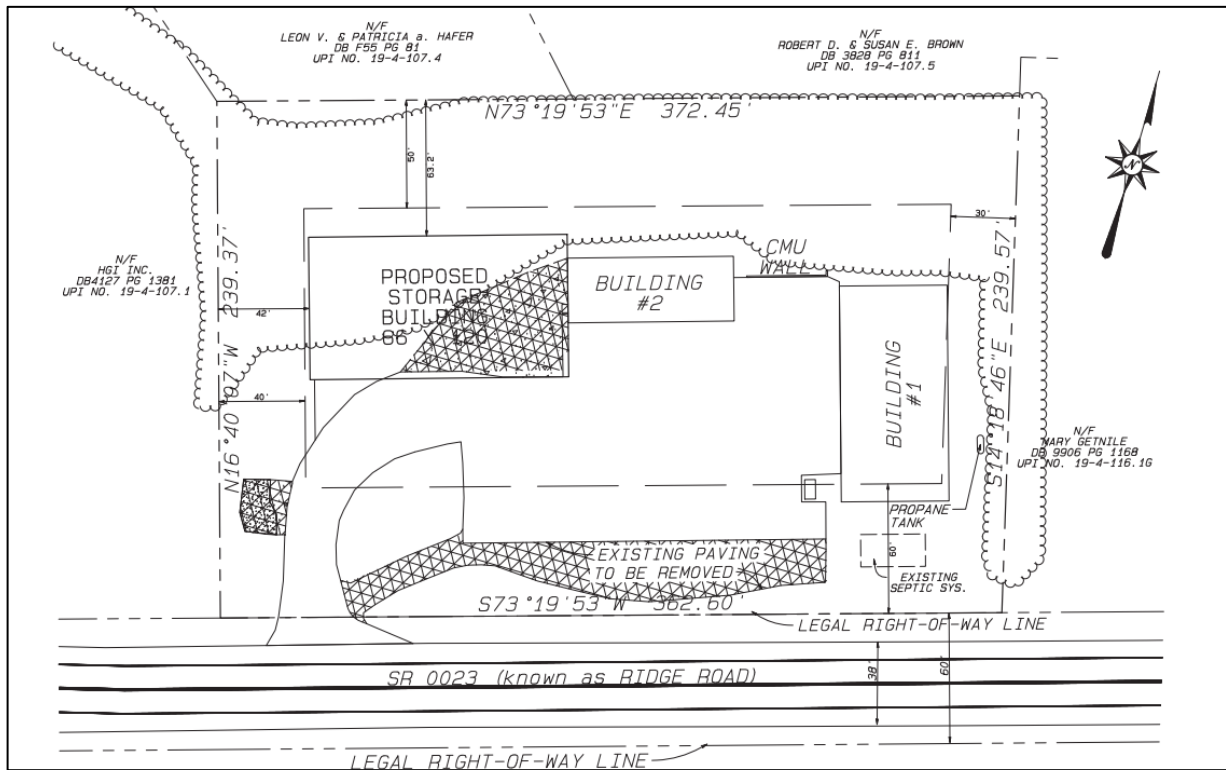 N/F
LEON V. & PATRICIA a. HAFER
DB F55 PG 81
UPI NO. 19-4-107.4
N/F
ROBERT D. & SUSAN E. BROWN
DB 3828 PG 811
UPI NO. 19-4-107.5
N73°19'53"E 372.45'
50'
63.2'
N
30'
N/F
HGI INC.
DB4127 PG 1381
UPI NO. 19-4-107.1
N16°40'07"W 239.37'
42'
40'
PROPOSED
STORAGE
BUILDING
66 X 120
BUILDING
#2
CMU
WALL
BUILDING
#1
S14°18'46"E 239.57'
N/F
MARY GETNILE
DB 9906 PG 1168
UPI NO. 19-4-116.1G
PROPANE
TANK
60'
EXISTING
SEPTIC SYS.
EXISTING PAVING
TO BE REMOVED
S73°19'53"W 362.60'
LEGAL RIGHT-OF-WAY LINE
SR 0023 (known as RIDGE ROAD)
38'
60'
LEGAL RIGHT-OF-WAY LINE